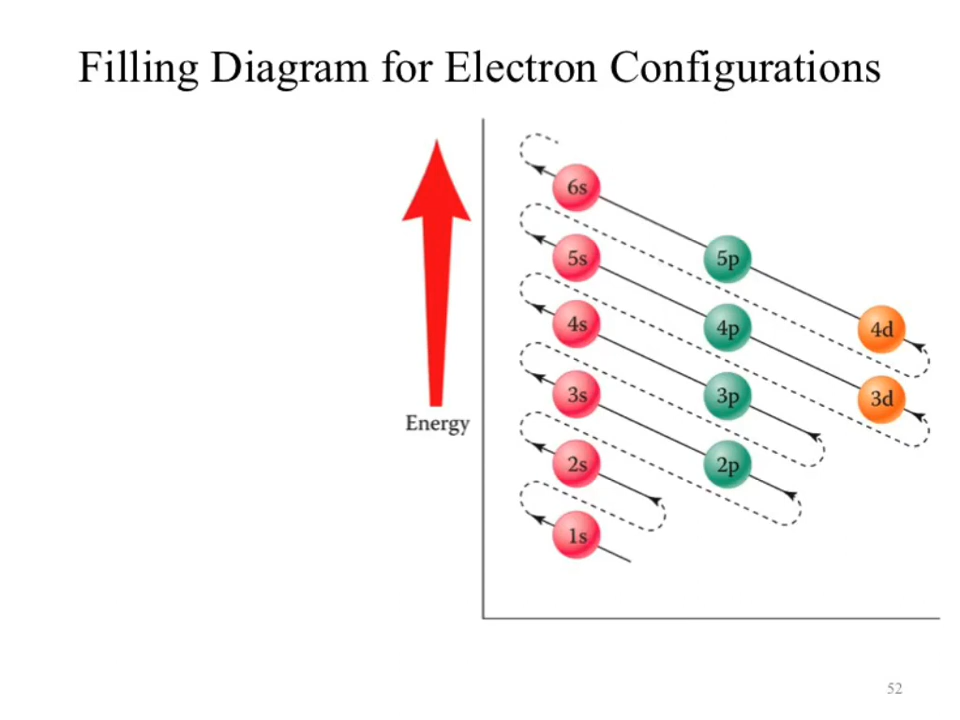 Filling Diagram for Electron Configurations
6s
5s
5p
4s
4p
4d
3s
3p
3d
2s
2p
1s
Energy
52